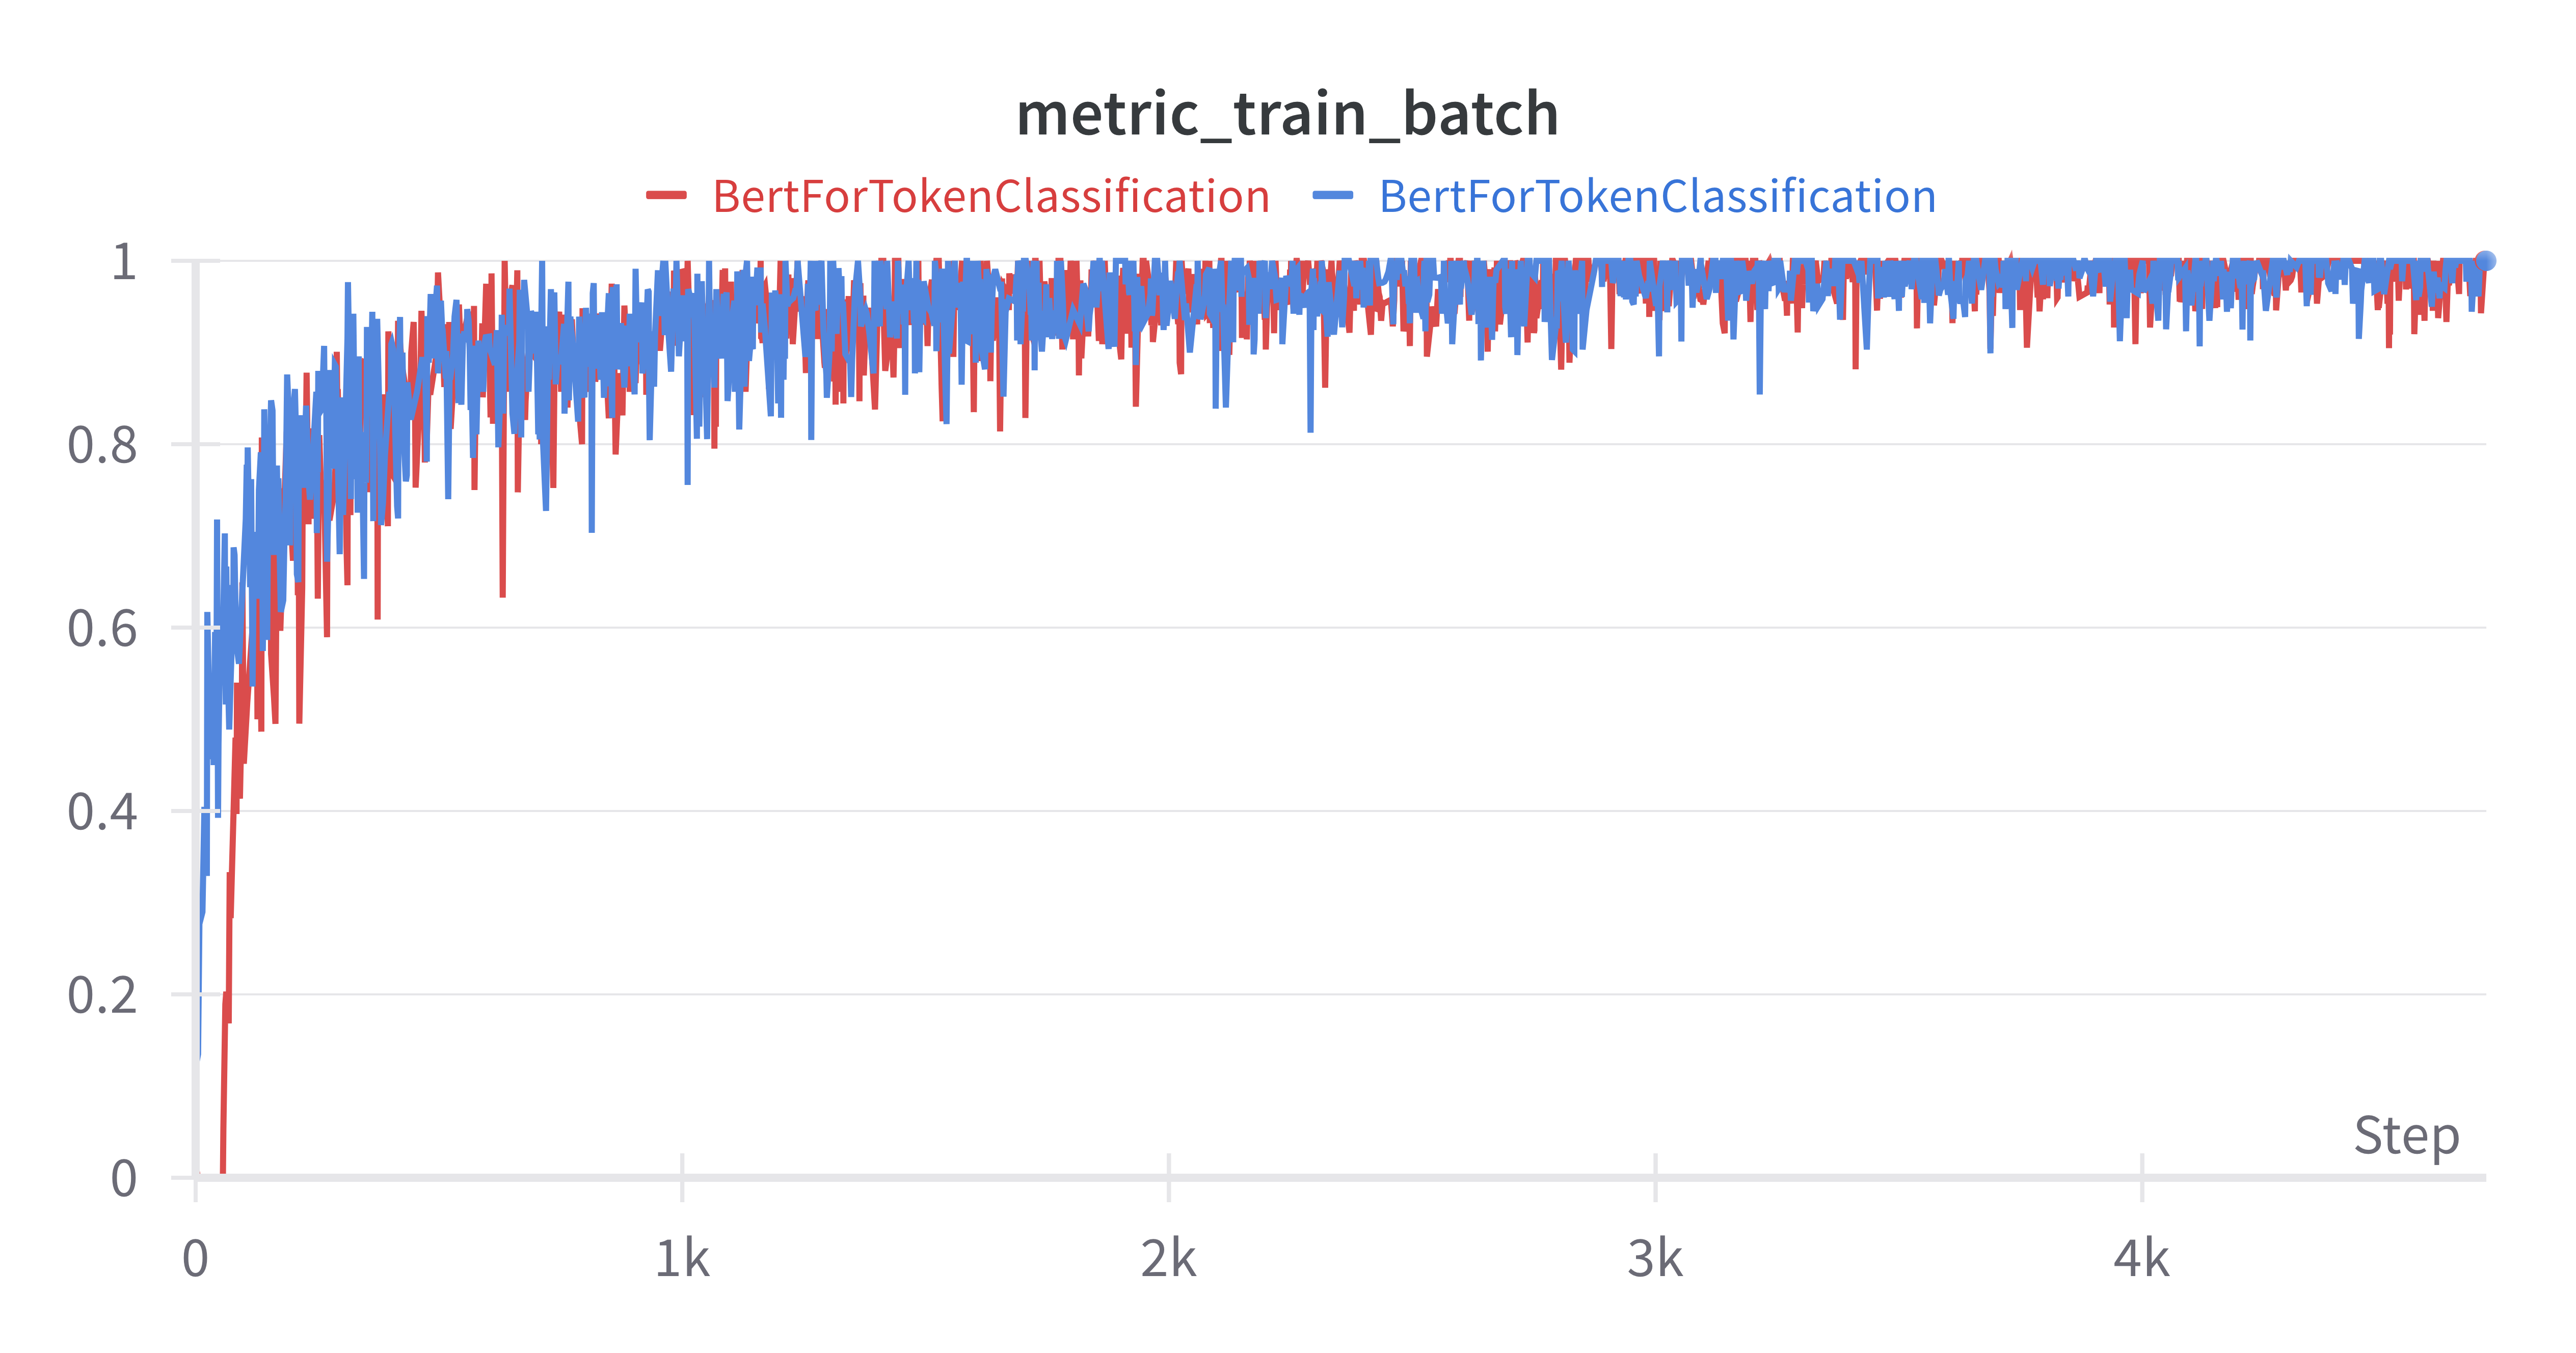 metric_train_batch
BertForTokenClassification BertForTokenClassification
1
0.8
0.6
0.4
0.2
0
Step
0 1k 2k 3k 4k